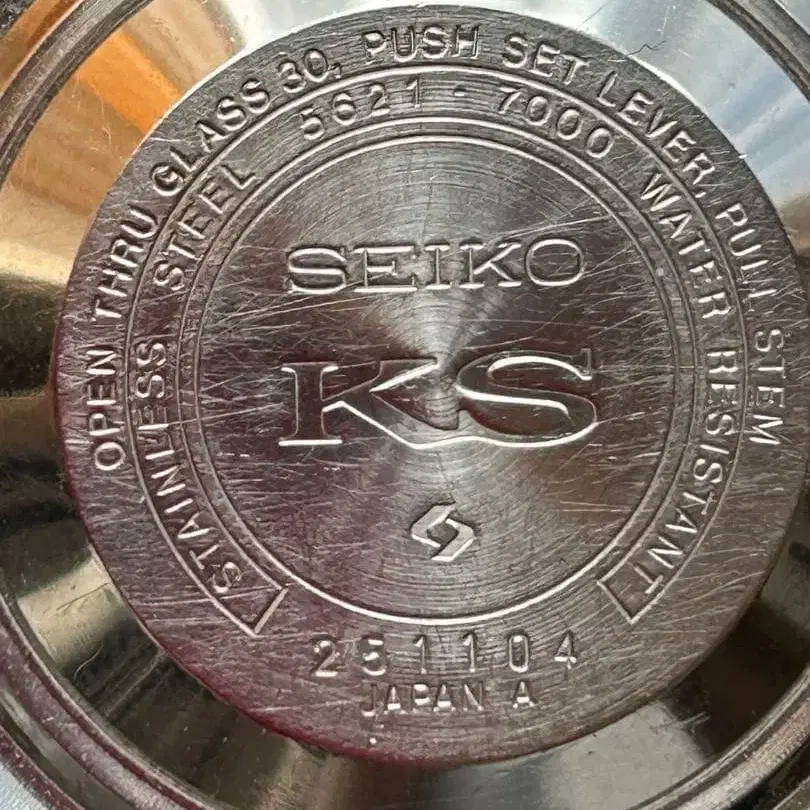 OPEN THRU GLASS 30, PUSH SET LEVER, PULL STEM
STAINLESS STEEL 5621-7000 WATER RESISTANT
SEIKO
KS
251104
JAPAN A